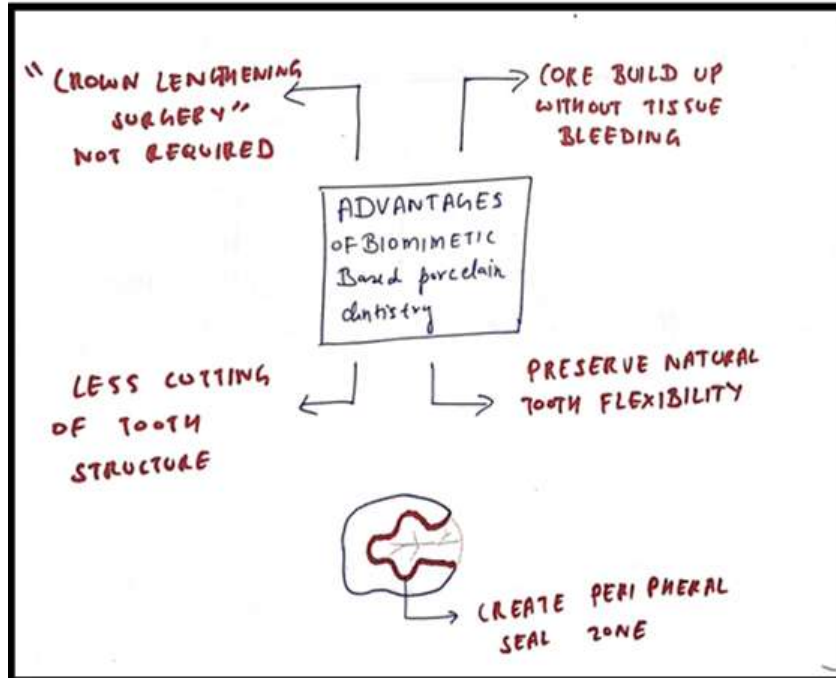 "CROWN LENGTHENING
SURGERY"
NOT REQUIRED
CORE BUILD UP
WITHOUT TISSUE
BLEEDING
ADVANTAGES
OF BIOMIMETIC
Based porcelain
dentistry
LESS CUTTING
OF TOOTH
STRUCTURE
PRESERVE NATURAL
TOOTH FLEXIBILITY
CREATE PERIPHERAL
SEAL ZONE